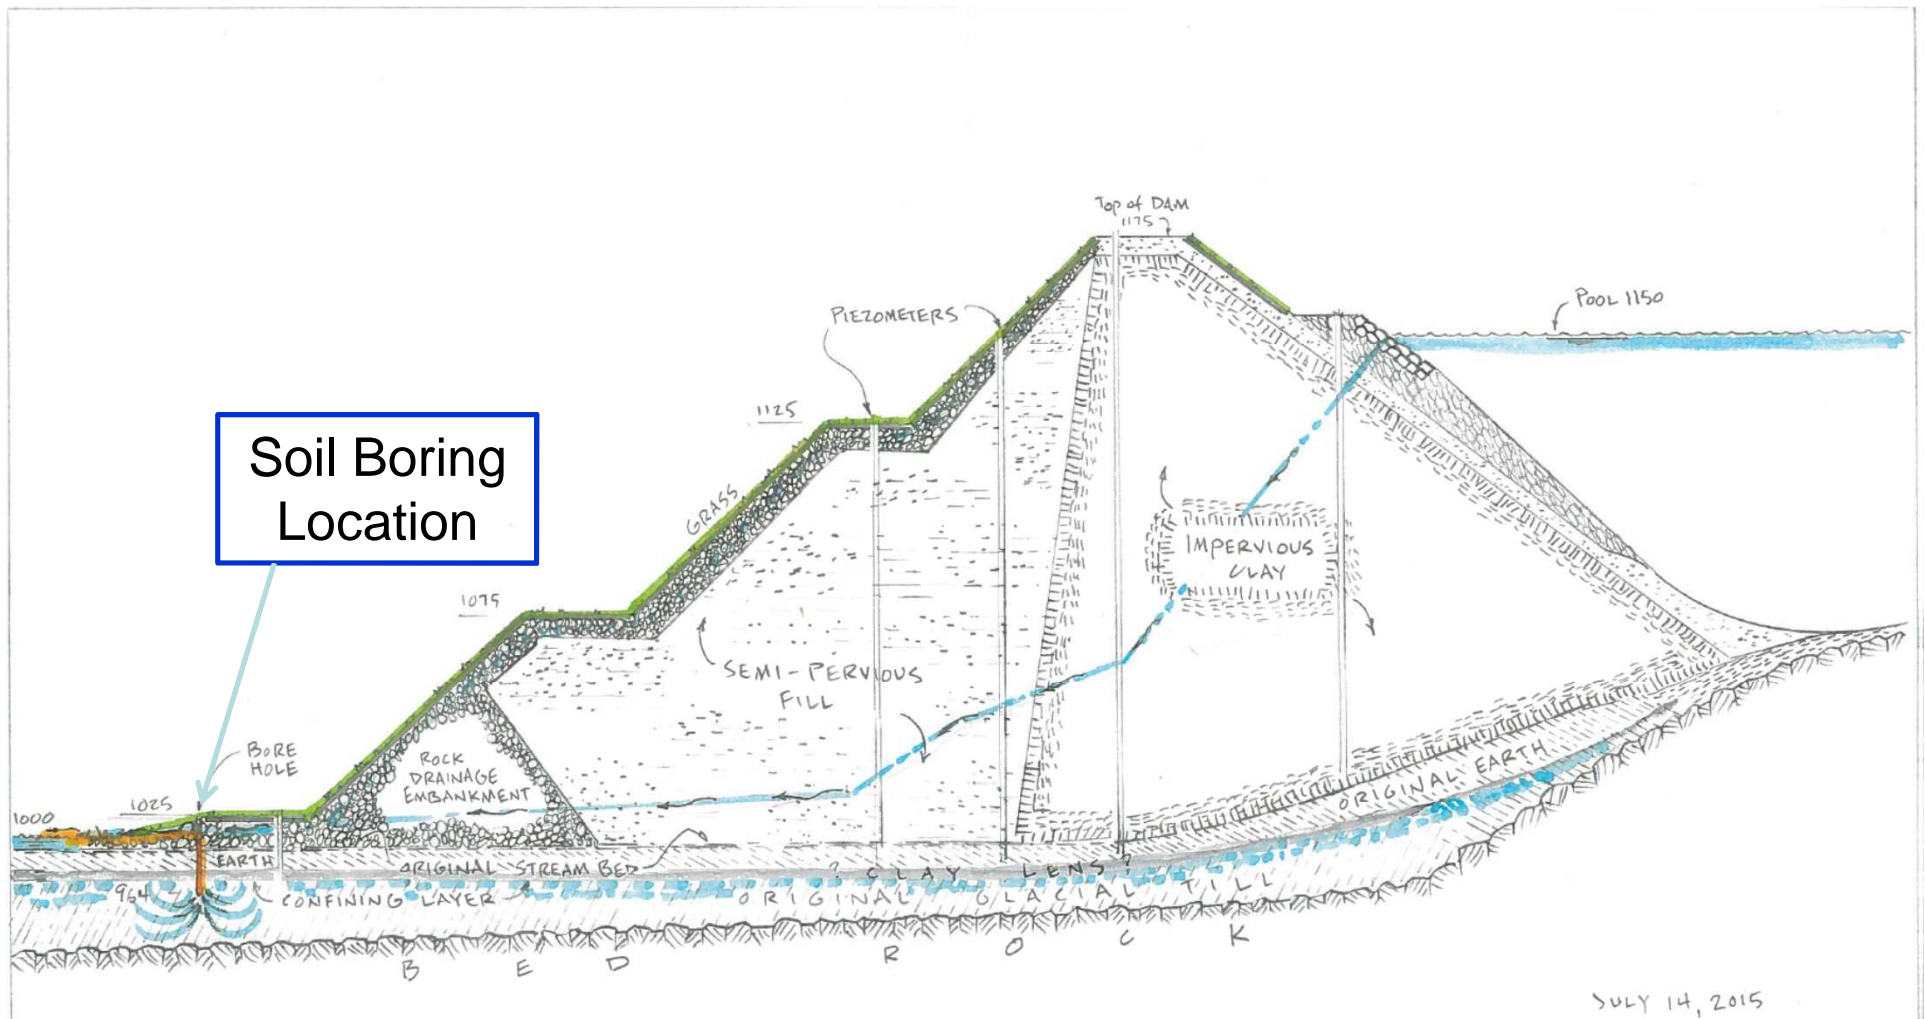 Top of DAM
1175
PIEZOMETERS
POOL 1150
1125
Soil Boring
Location
GRASS
IMPERVIOUS
CLAY
1075
SEMI-PERVIOUS
FILL
BORE
HOLE
ROCK
DRAINAGE
EMBANKMENT
1025
1000
ORIGINAL EARTH
EARTH
ORIGINAL STREAM BED
? CLAY LENS ?
964
CONFINING LAYER
ORIGINAL GLACIAL TILL
BED ROCK
JULY 14, 2015